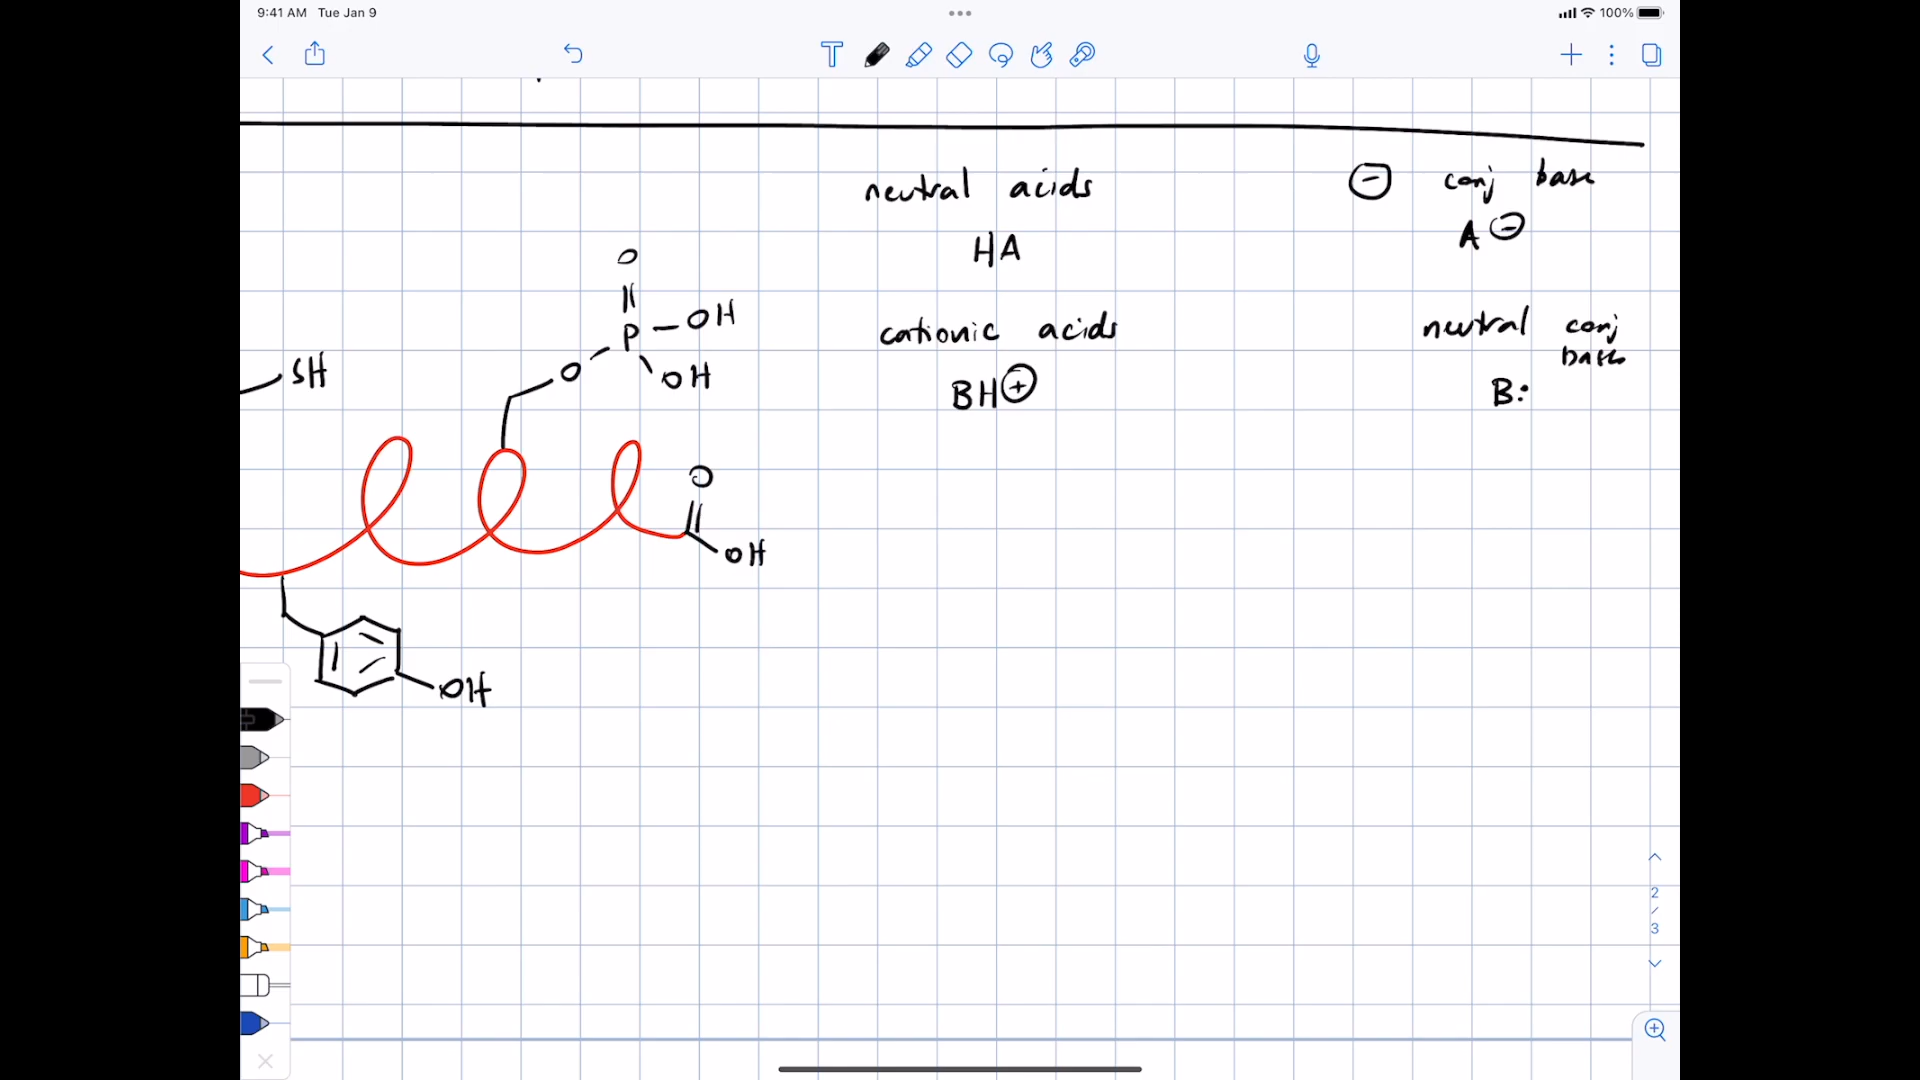 9:41 AM Tue Jan 9
100%
neutral acids
⊖ conj base
HA
A⊖
O
P
OH
O
OH
SH
cationic acids
neutral conj
base
BH⊕
B:
O
OH
OH
2
/
3